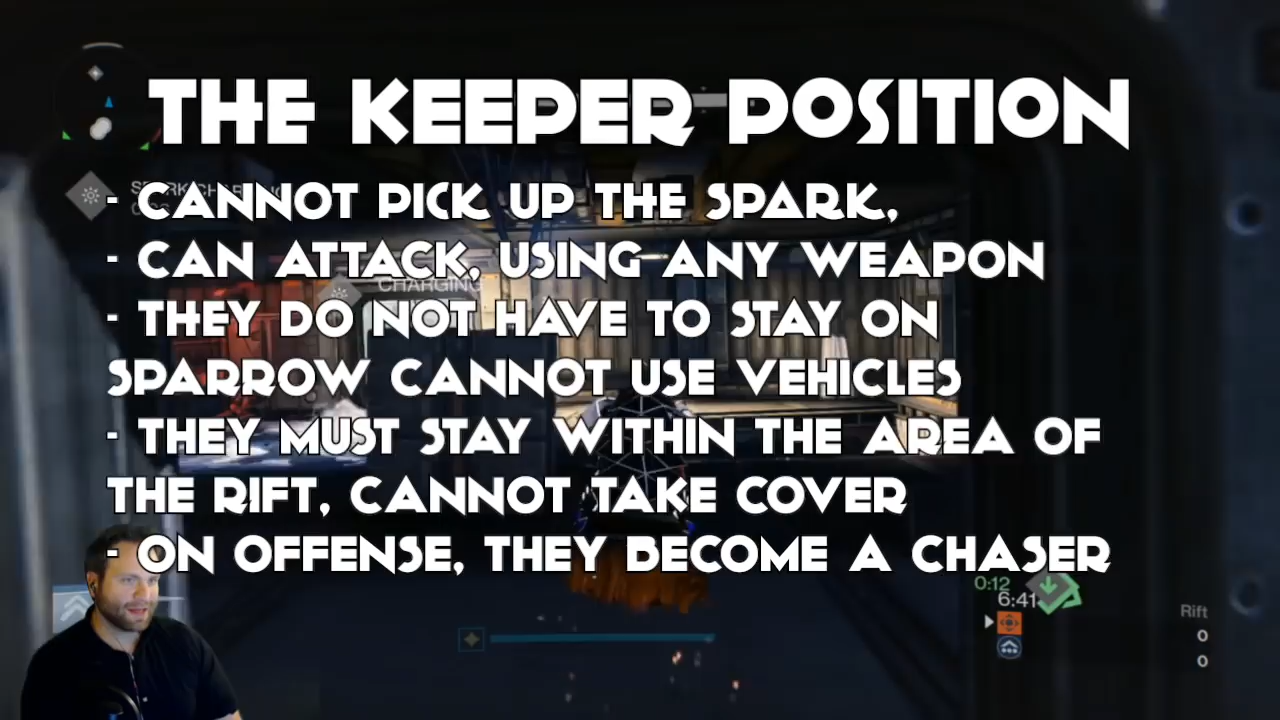 THE KEEPER POSITION
- CANNOT PICK UP THE SPARK,
- CAN ATTACK, USING ANY WEAPON
CHARGING
- THEY DO NOT HAVE TO STAY ON
SPARROW CANNOT USE VEHICLES
- THEY MUST STAY WITHIN THE AREA OF
THE RIFT, CANNOT TAKE COVER
- ON OFFENSE, THEY BECOME A CHASER
0:12
6:41
Rift
0
0